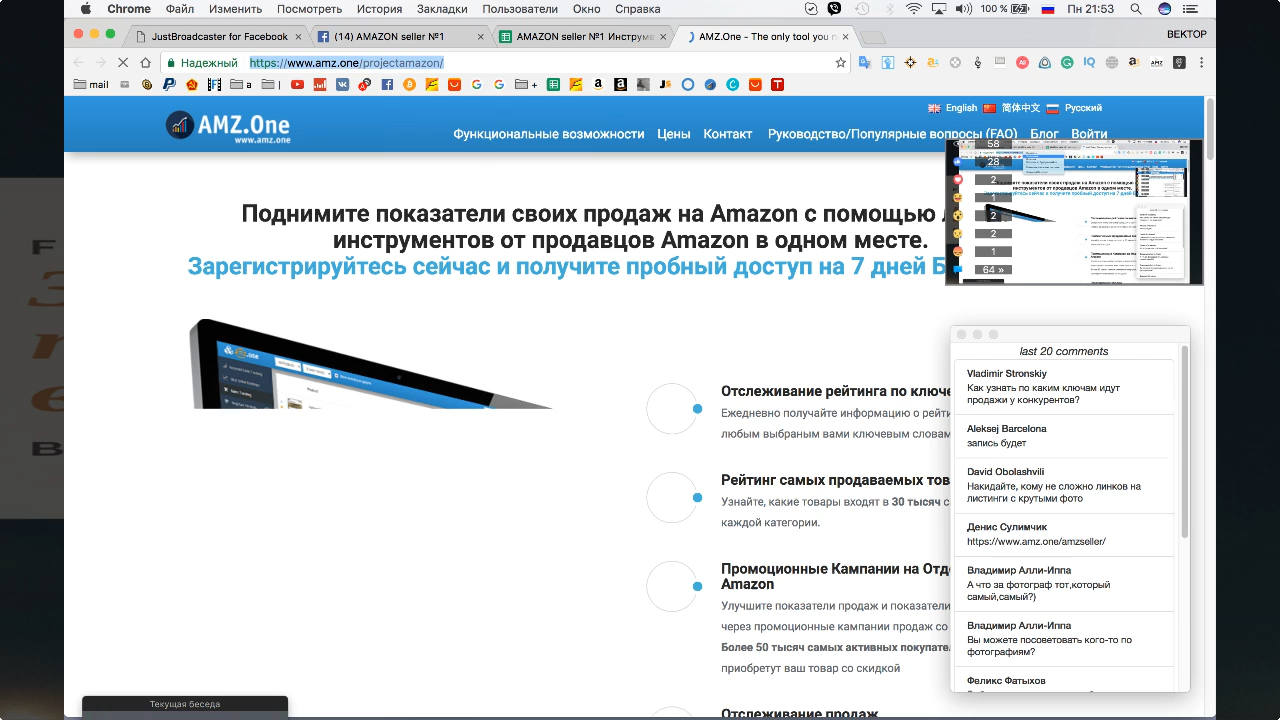 Chrome Файл Изменить Посмотреть История Закладки Пользователи Окно Справка 100 % Пн 21:53
JustBroadcaster for Facebook
(14) AMAZON seller №1
AMAZON seller №1 Инструме
AMZ.One - The only tool you n
ВЕКТОР
Надежный https://www.amz.one/projectamazon/
mail
English 简体中文 Русский
AMZ.One
www.amz.one
Функциональные возможности Цены Контакт Руководство/Популярные вопросы (FAQ) Блог Войти
Поднимите показатели своих продаж на Amazon с помощью
инструментов от продавцов Amazon в одном месте.
Зарегистрируйтесь сейчас и получите пробный доступ на 7 дней
58
28
2
1
2
2
1
64 »
Отслеживание рейтинга по ключе
Ежедневно получайте информацию о рейти
любым выбраным вами ключевым словам
Рейтинг самых продаваемых тов
Узнайте, какие товары входят в 30 тысяч с
каждой категории.
Промоционные Кампании на Отд
Amazon
Улучшите показатели продаж и показатели
через промоционные кампании продаж со
Более 50 тысяч самых активных покупате
приобретут ваш товар со скидкой
Отслеживание продаж
last 20 comments
Vladimir Stronskiy
Как узнать по каким ключам идут
продажи у конкурентов?
Aleksej Barcelona
запись будет
David Obolashvili
Накидайте, кому не сложно линков на
листинги с крутыми фото
Денис Сулимчик
https://www.amz.one/amzseller/
Владимир Алли-Иппа
А что за фотограф тот,который
самый,самый?)
Владимир Алли-Иппа
Вы можете посоветовать кого-то по
фотографиям?
Феликс Фатыхов
Текущая беседа